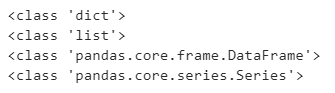 <class 'dict'>
<class 'list'>
<class 'pandas.core.frame.DataFrame'>
<class 'pandas.core.series.Series'>